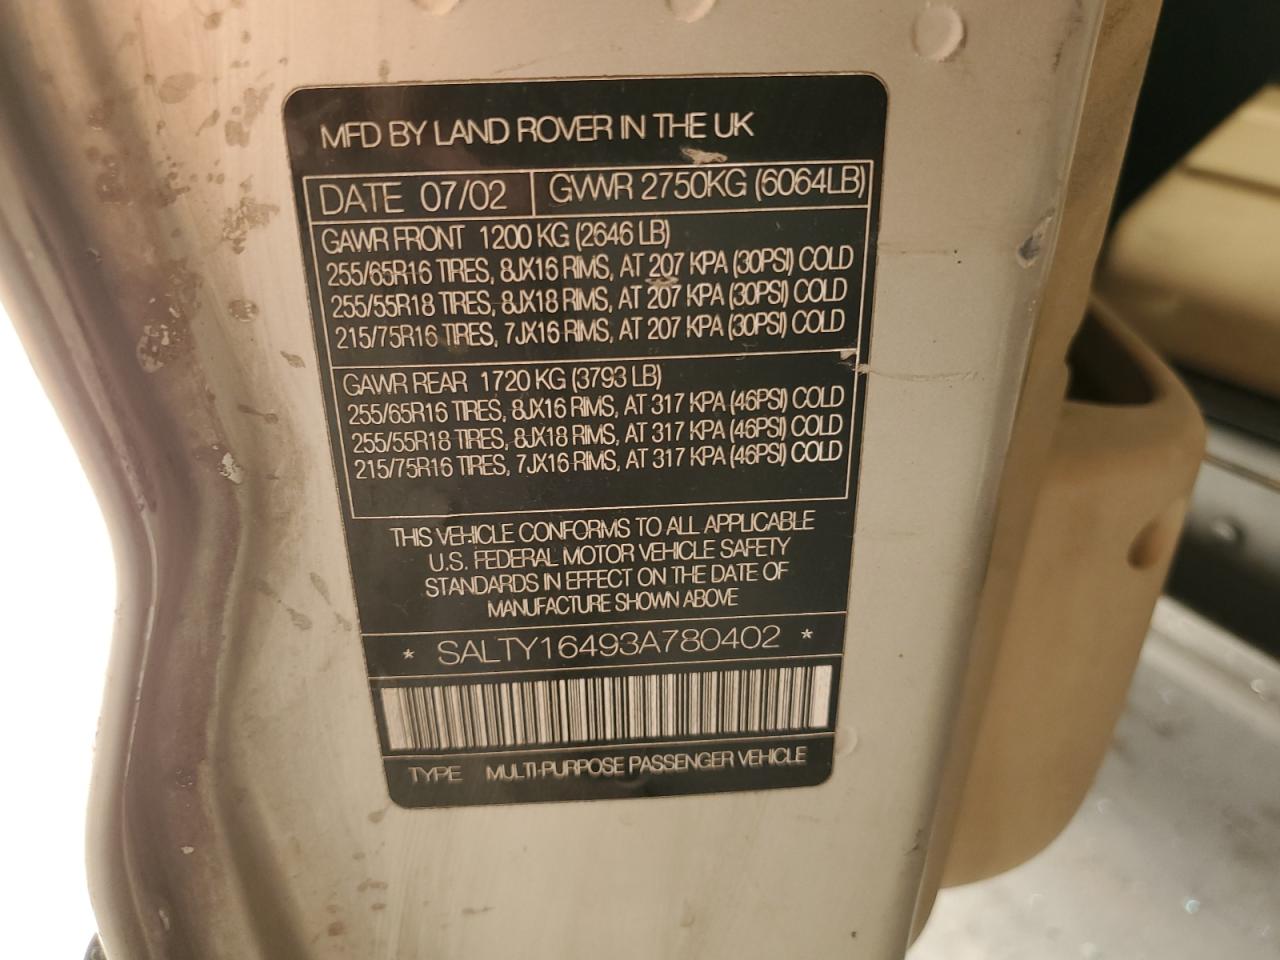 MFD BY LAND ROVER IN THE UK
DATE 07/02 GVWR 2750KG (6064LB)
GAWR FRONT 1200 KG (2646 LB)
255/65R16 TIRES, 8JX16 RIMS, AT 207 KPA (30PSI) COLD
255/55R18 TIRES, 8JX18 RIMS, AT 207 KPA (30PSI) COLD
215/75R16 TIRES, 7JX16 RIMS, AT 207 KPA (30PSI) COLD
GAWR REAR 1720 KG (3793 LB)
255/65R16 TIRES, 8JX16 RIMS, AT 317 KPA (46PSI) COLD
255/55R18 TIRES, 8JX18 RIMS, AT 317 KPA (46PSI) COLD
215/75R16 TIRES, 7JX16 RIMS, AT 317 KPA (46PSI) COLD
THIS VEHICLE CONFORMS TO ALL APPLICABLE
U.S. FEDERAL MOTOR VEHICLE SAFETY
STANDARDS IN EFFECT ON THE DATE OF
MANUFACTURE SHOWN ABOVE
* SALTY16493A780402 *
TYPE MULTI-PURPOSE PASSENGER VEHICLE